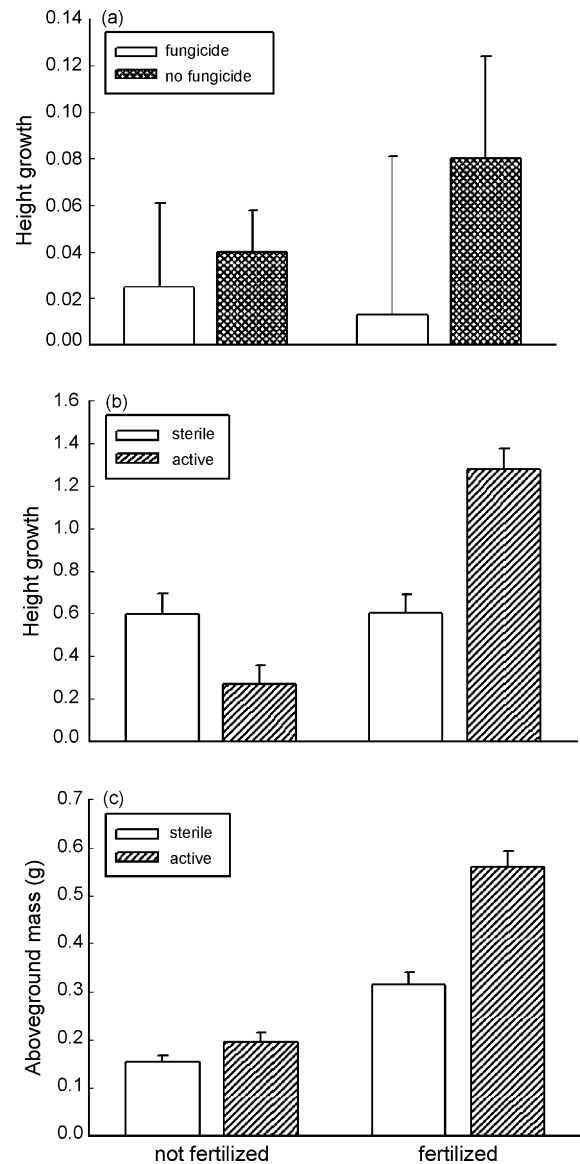 (a)
fungicide
no fungicide
Height growth
0.14
0.12
0.10
0.08
0.06
0.04
0.02
0.00
(b)
sterile
active
Height growth
1.6
1.4
1.2
1.0
0.8
0.6
0.4
0.2
0.0
(c)
sterile
active
Aboveground mass (g)
0.7
0.6
0.5
0.4
0.3
0.2
0.1
0.0
not fertilized
fertilized